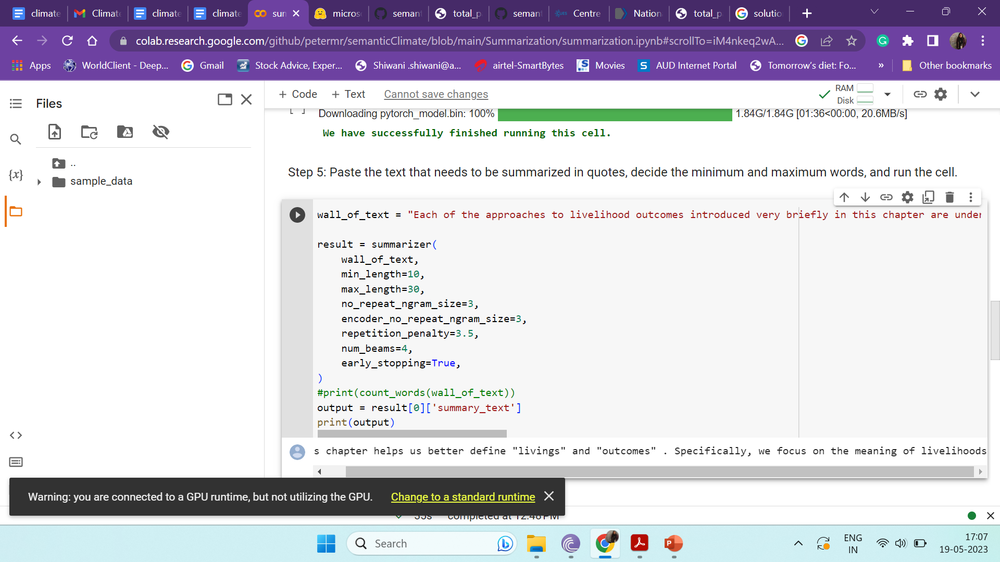 climate
Climate
climate
climate
sum
micros
semant
total_p
semant
Centre
Nation
total_p
solutio
colab.research.google.com/github/petermr/semanticClimate/blob/main/Summarization/summarization.ipynb#scrollTo=iM4nkeq2wA...
Apps
WorldClient - Deep...
Gmail
Stock Advice, Exper...
Shiwani .shiwani@a...
airtel-SmartBytes
Movies
AUD Internet Portal
Tomorrow's diet: Fo...
»
Other bookmarks
Files
+ Code + Text Cannot save changes
RAM
Disk
..
sample_data
{x}
[ ] Downloading pytorch_model.bin: 100% 1.84G/1.84G [01:36<00:00, 20.6MB/s]
We have successfully finished running this cell.
Step 5: Paste the text that needs to be summarized in quotes, decide the minimum and maximum words, and run the cell.
wall_of_text = "Each of the approaches to livelihood outcomes introduced very briefly in this chapter are under
result = summarizer(
wall_of_text,
min_length=10,
max_length=30,
no_repeat_ngram_size=3,
encoder_no_repeat_ngram_size=3,
repetition_penalty=3.5,
num_beams=4,
early_stopping=True,
)
#print(count_words(wall_of_text))
output = result[0]['summary_text']
print(output)
s chapter helps us better define "livings" and "outcomes" . Specifically, we focus on the meaning of livelihoods
Warning: you are connected to a GPU runtime, but not utilizing the GPU. Change to a standard runtime
35s completed at 12:48 PM
Search
ENG
IN
17:07
19-05-2023